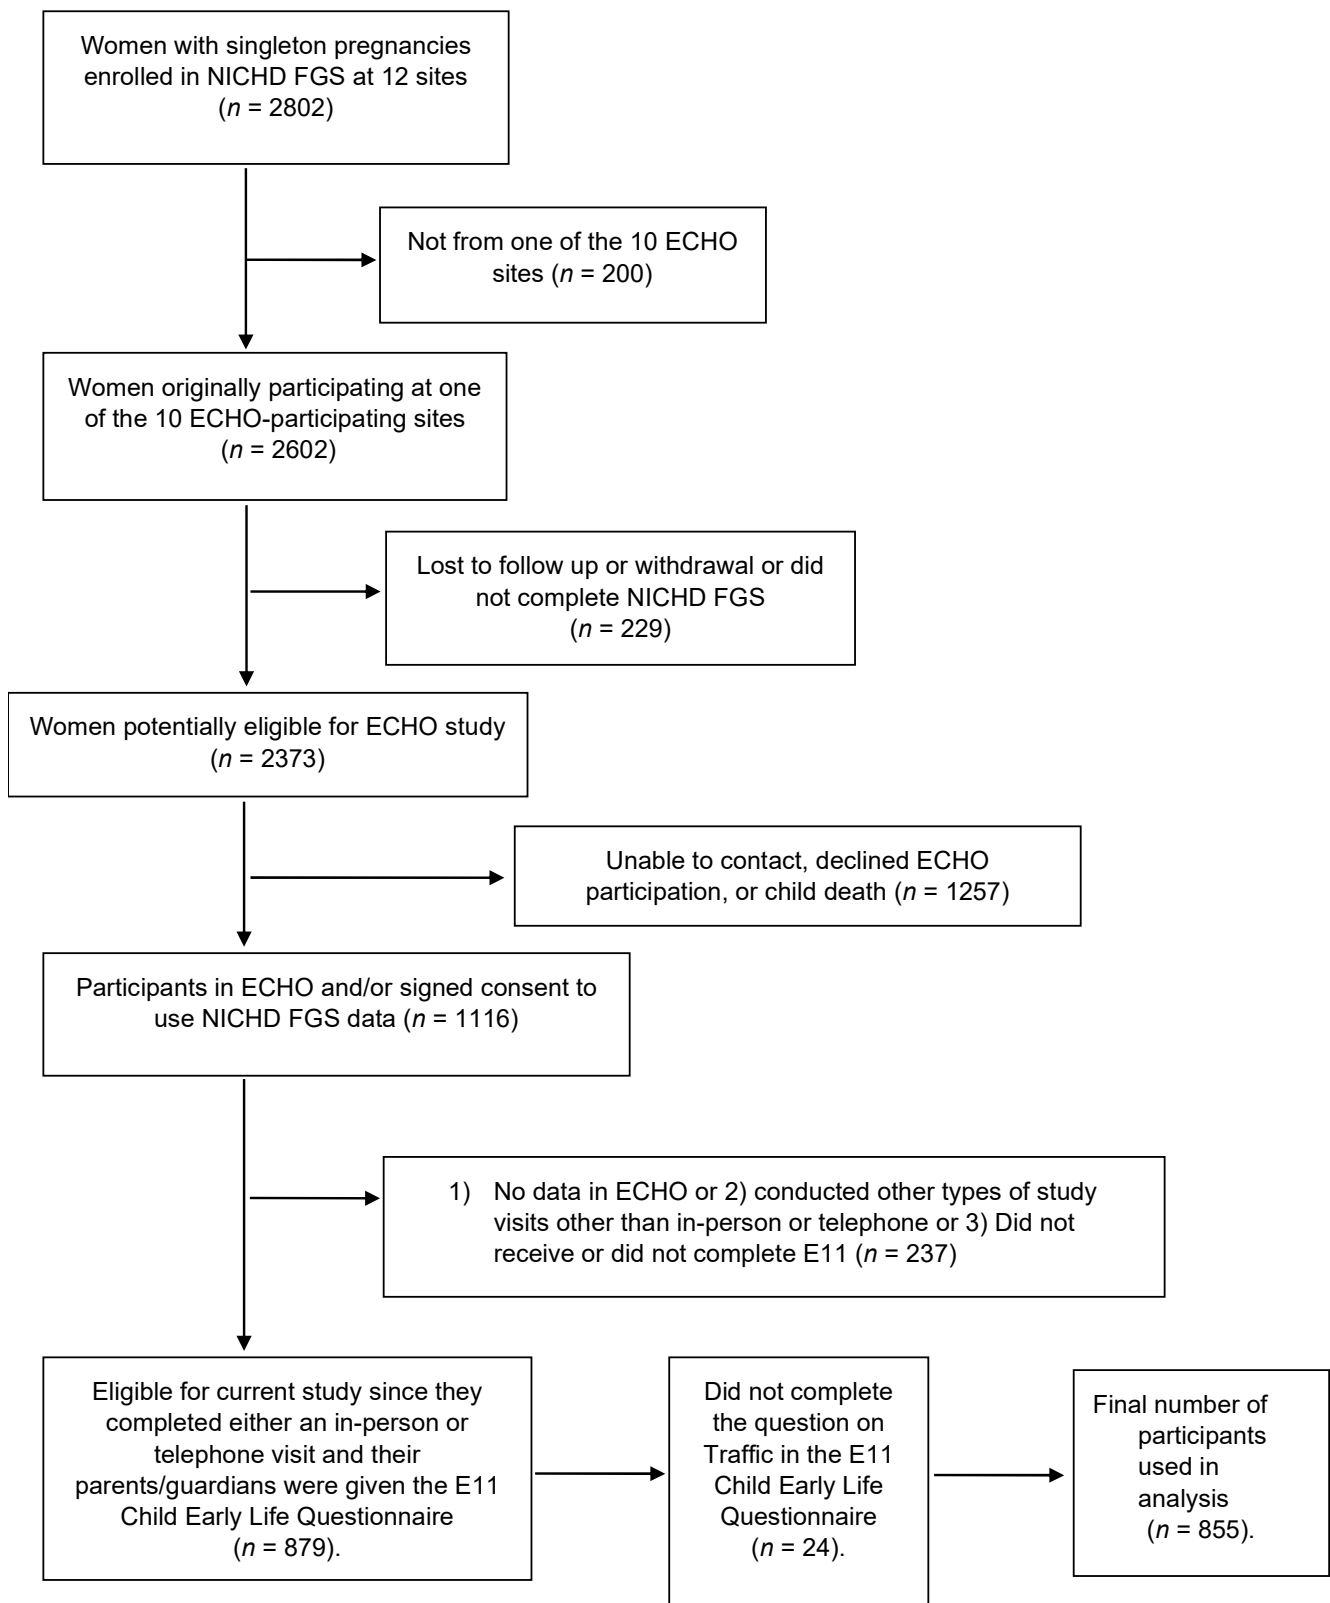 Women with singleton pregnancies
enrolled in NICHD FGS at 12 sites
(n = 2802)
Not from one of the 10 ECHO
sites (n = 200)
Women originally participating at one
of the 10 ECHO-participating sites
(n = 2602)
Lost to follow up or withdrawal or did
not complete NICHD FGS
(n = 229)
Women potentially eligible for ECHO study
(n = 2373)
Unable to contact, declined ECHO
participation, or child death (n = 1257)
Participants in ECHO and/or signed consent to
use NICHD FGS data (n = 1116)
1) No data in ECHO or 2) conducted other types of study
visits other than in-person or telephone or 3) Did not
receive or did not complete E11 (n = 237)
Eligible for current study since they
completed either an in-person or
telephone visit and their
parents/guardians were given the E11
Child Early Life Questionnaire
(n = 879).
Did not complete
the question on
Traffic in the E11
Child Early Life
Questionnaire
(n = 24).
Final number of
participants
used in
analysis
(n = 855).